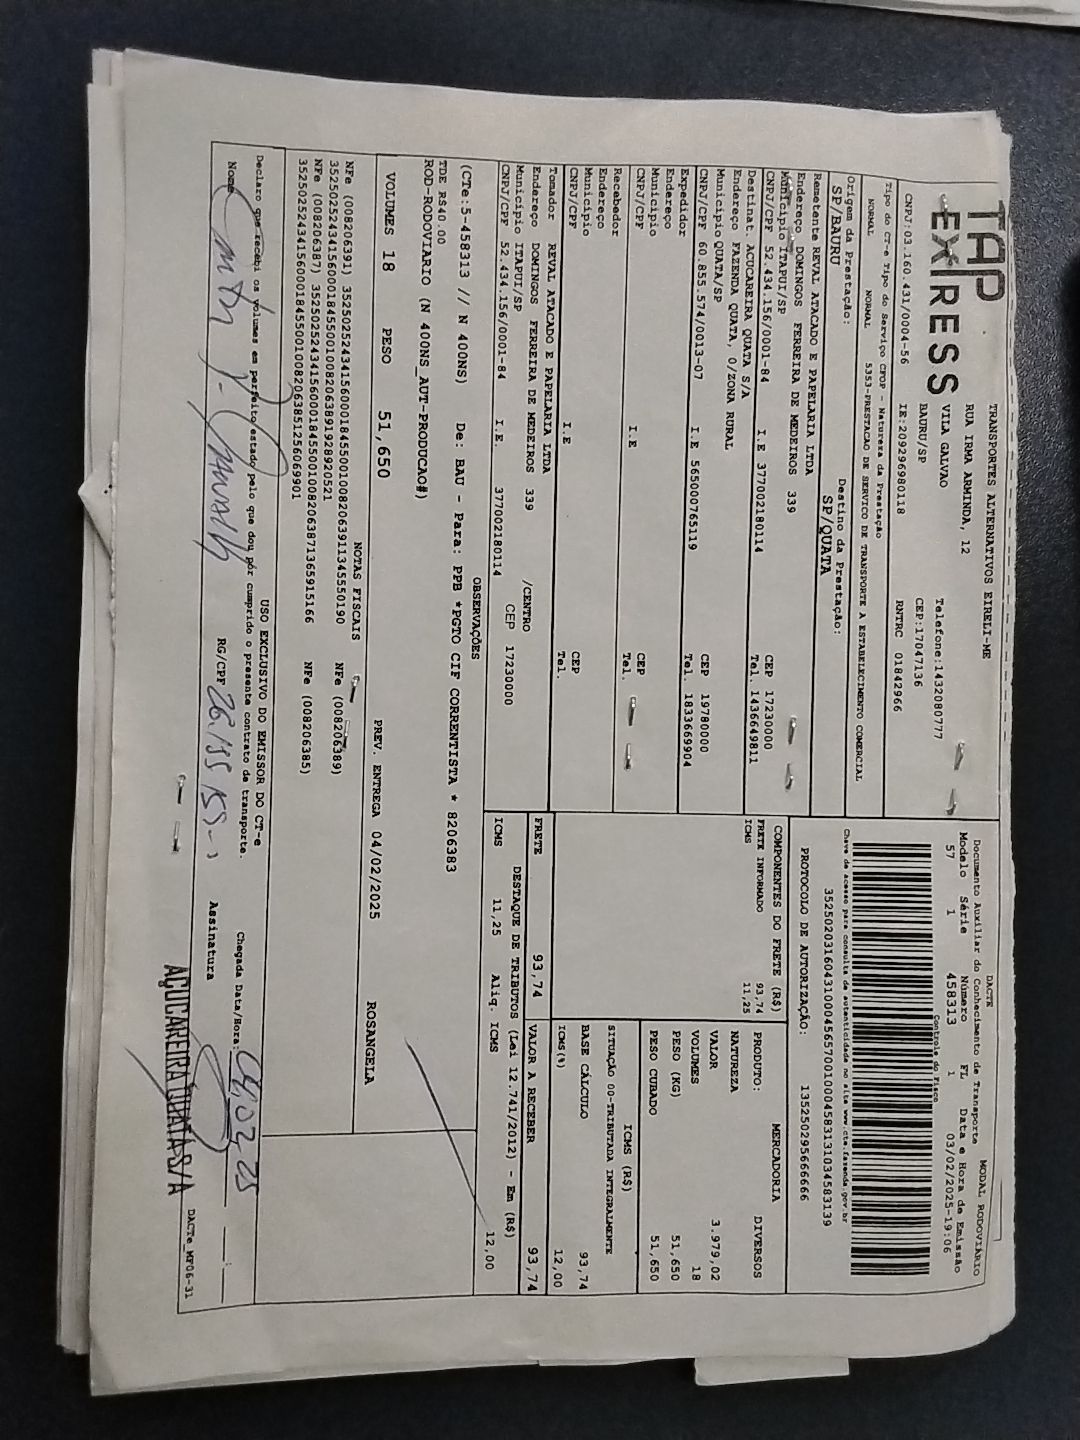 TAP
EXPRESS
TRANSPORTES ALTERNATIVOS EIRELI-ME
RUA IRMA ARMINDA, 12
VILA GALVAO
BAURU/SP
Telefone:1432080777
CEP:17047136
CNPJ:03.160.431/0004-56 IE:209296980118 RNTRC 01842966
Tipo do CT-e Tipo do Serviço CFOP - Natureza da Prestação
NORMAL NORMAL 5353-PRESTACAO DE SERVICO DE TRANSPORTE A ESTABELECIMENTO COMERCIAL
Origem da Prestação: Destino da Prestação:
SP/BAURU SP/QUATA
Remetente REVAL ATACADO E PAPELARIA LTDA
Endereço DOMINGOS FERREIRA DE MEDEIROS 339
Município ITAPUI/SP CEP 17230000
CNPJ/CPF 52.434.156/0001-84 I.E 377002180114 Tel. 1436649811
Destinat. ACUCAREIRA QUATA S/A
Endereço FAZENDA QUATA, 0/ZONA RURAL
Município QUATA/SP CEP 19780000
CNPJ/CPF 60.855.574/0013-07 I.E 565000765119 Tel. 1833669904
Expedidor
Endereço
Município CEP
CNPJ/CPF I.E Tel.
Recebedor
Endereço
Município CEP
CNPJ/CPF I.E Tel.
Tomador REVAL ATACADO E PAPELARIA LTDA
Endereço DOMINGOS FERREIRA DE MEDEIROS 339 /CENTRO
Município ITAPUI/SP CEP 17230000
CNPJ/CPF 52.434.156/0001-84 I.E. 377002180114
DACTE MODAL RODOVIÁRIO
Documento Auxiliar do Conhecimento de Transporte
Modelo Série Número FL Data e Hora de Emissão
57 1 458313 1 03/02/2025-19:06
Controle do Fisco
35250203160431000456570010004583131034583139
Chave de acesso para consulta de autenticidade no site www.cte.fazenda.gov.br
PROTOCOLO DE AUTORIZAÇÃO: 135250295666666
COMPONENTES DO FRETE (R$)
FRETE INFORMADO 93,74
ICMS 11,25
PRODUTO: MERCADORIA
NATUREZA DIVERSOS
VALOR 3.979,02
VOLUMES 18
PESO (KG) 51,650
PESO CUBADO 51,650
ICMS (R$)
SITUAÇÃO 00-TRIBUTADA INTEGRALMENTE
BASE CÁLCULO 93,74
ICMS(%) 12,00
FRETE 93,74 VALOR A RECEBER 93,74
DESTAQUE DE TRIBUTOS (Lei 12.741/2012) - Em (R$)
ICMS 11,25 Aliq. ICMS 12,00
OBSERVAÇÕES
(CTe:5-458313 // N 400NS) De: BAU - Para: PPB *PGTO CIF CORRENTISTA * 8206383
TDE R$40.00
ROD-RODOVIARIO (N 400NS_AUT-PRODUCAO#)
VOLUMES 18 PESO 51,650 PREV. ENTREGA 04/02/2025 ROSANGELA
NOTAS FISCAIS
NFe (008206391) 35250252434156000184550010082063911345550190 NFe (008206389)
35250252434156000184550010082063891928920521
NFe (008206387) 35250252434156000184550010082063871365915166 NFe (008206385)
35250252434156000184550010082063851256069901
USO EXCLUSIVO DO EMISSOR DO CT-e
Declaro que recebi os volumes em perfeito estado pelo que dou por cumprido o presente contrato de transporte.
Chegada Data/Hora: 04,02,25
Nome RG/CPF Assinatura
AÇUCAREIRA QUATA S/A
DACTe_MF06-31